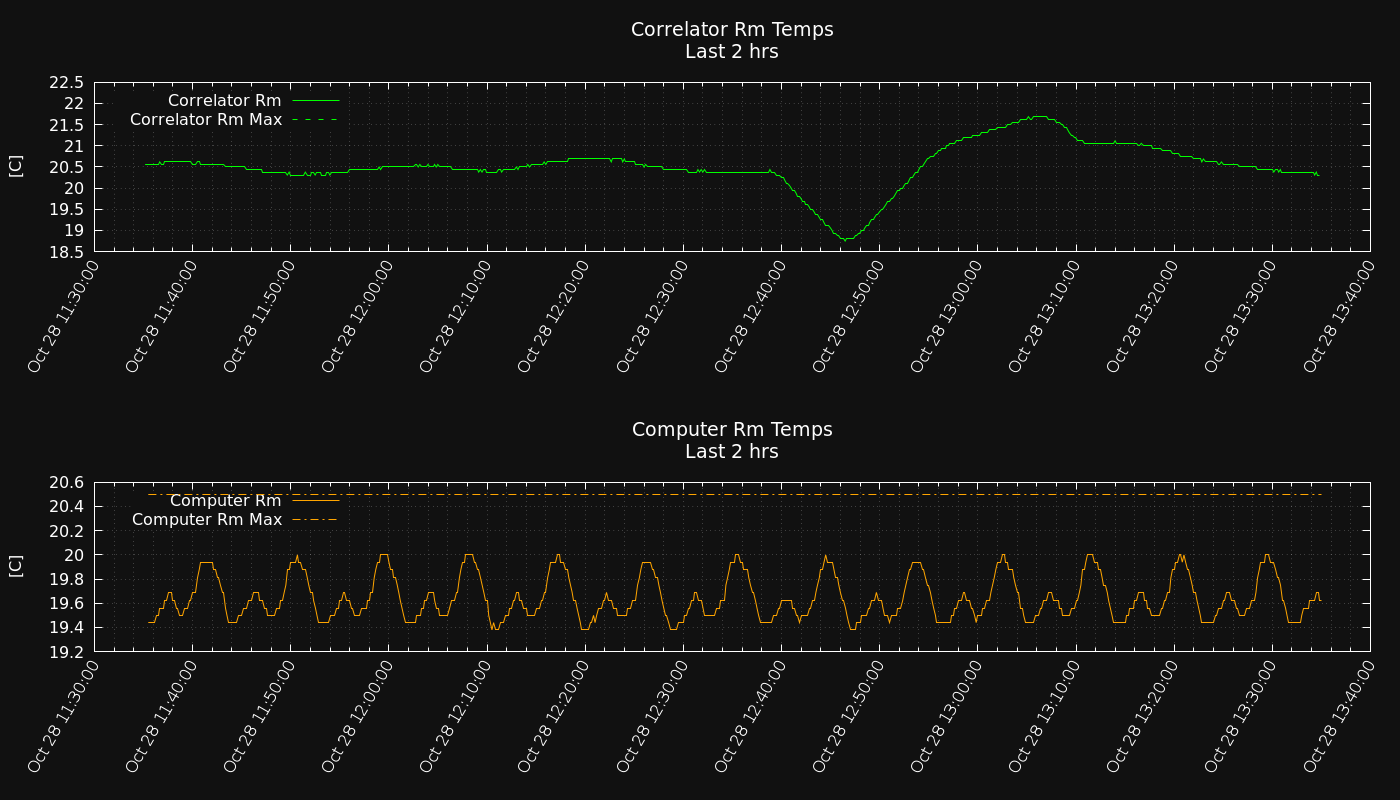 Correlator Rm Temps
Last 2 hrs
22.5
22
21.5
21
20.5
20
19.5
19
18.5
[C]
Correlator Rm
Correlator Rm Max
Oct 28 11:30:00
Oct 28 11:40:00
Oct 28 11:50:00
Oct 28 12:00:00
Oct 28 12:10:00
Oct 28 12:20:00
Oct 28 12:30:00
Oct 28 12:40:00
Oct 28 12:50:00
Oct 28 13:00:00
Oct 28 13:10:00
Oct 28 13:20:00
Oct 28 13:30:00
Oct 28 13:40:00
Computer Rm Temps
Last 2 hrs
20.6
20.4
20.2
20
19.8
19.6
19.4
19.2
[C]
Computer Rm
Computer Rm Max
Oct 28 11:30:00
Oct 28 11:40:00
Oct 28 11:50:00
Oct 28 12:00:00
Oct 28 12:10:00
Oct 28 12:20:00
Oct 28 12:30:00
Oct 28 12:40:00
Oct 28 12:50:00
Oct 28 13:00:00
Oct 28 13:10:00
Oct 28 13:20:00
Oct 28 13:30:00
Oct 28 13:40:00